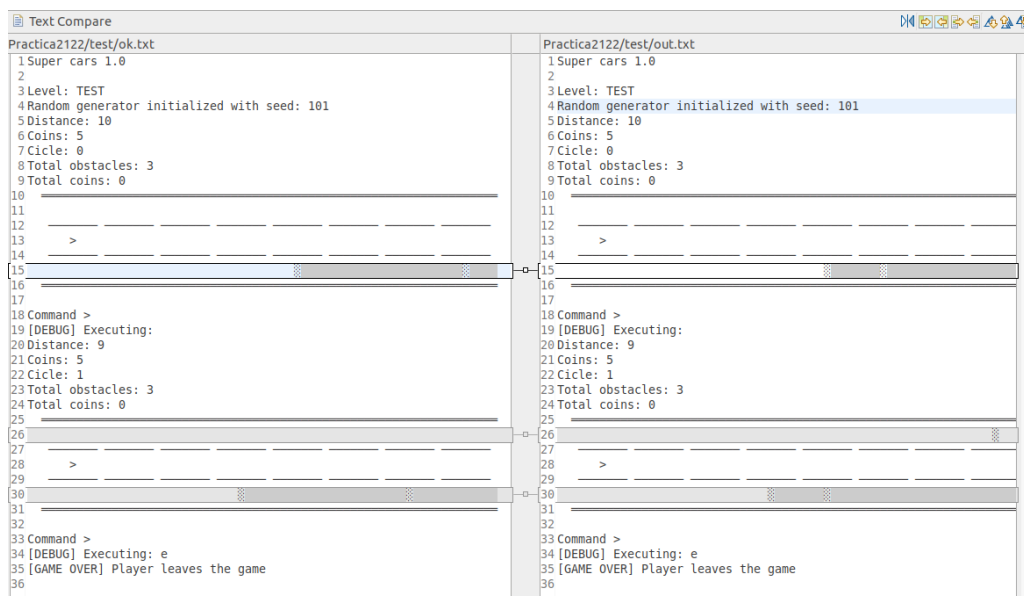 Text Compare
Practica2122/test/ok.txt
1 Super cars 1.0
2
3 Level: TEST
4 Random generator initialized with seed: 101
5 Distance: 10
6 Coins: 5
7 Cicle: 0
8 Total obstacles: 3
9 Total coins: 0
10
11
12
13 >
14
15
16
17
18 Command >
19 [DEBUG] Executing:
20 Distance: 9
21 Coins: 5
22 Cicle: 1
23 Total obstacles: 3
24 Total coins: 0
25
26
27
28 >
29
30
31
32
33 Command >
34 [DEBUG] Executing: e
35 [GAME OVER] Player leaves the game
36
Practica2122/test/out.txt
1 Super cars 1.0
2
3 Level: TEST
4 Random generator initialized with seed: 101
5 Distance: 10
6 Coins: 5
7 Cicle: 0
8 Total obstacles: 3
9 Total coins: 0
10
11
12
13 >
14
15
16
17
18 Command >
19 [DEBUG] Executing:
20 Distance: 9
21 Coins: 5
22 Cicle: 1
23 Total obstacles: 3
24 Total coins: 0
25
26
27
28 >
29
30
31
32
33 Command >
34 [DEBUG] Executing: e
35 [GAME OVER] Player leaves the game
36